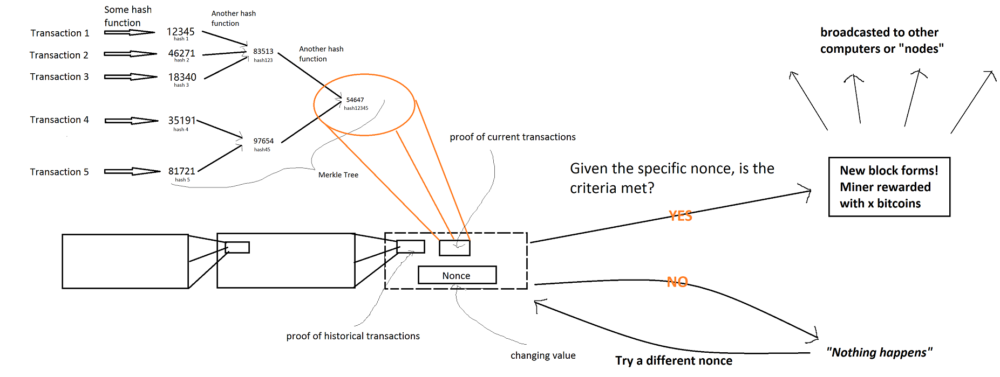 Some hash
function
Another hash
function
Transaction 1
12345
hash 1
Transaction 2
46271
hash 2
83513
hash123
Another hash
function
Transaction 3
18340
hash 3
54647
hash12345
Transaction 4
35191
hash 4
97654
hash45
Transaction 5
81721
hash 5
Merkle Tree
proof of current transactions
broadcasted to other
computers or "nodes"
Given the specific nonce, is the
criteria met?
YES
New block forms!
Miner rewarded
with x bitcoins
Nonce
NO
proof of historical transactions
changing value
Try a different nonce
"Nothing happens"